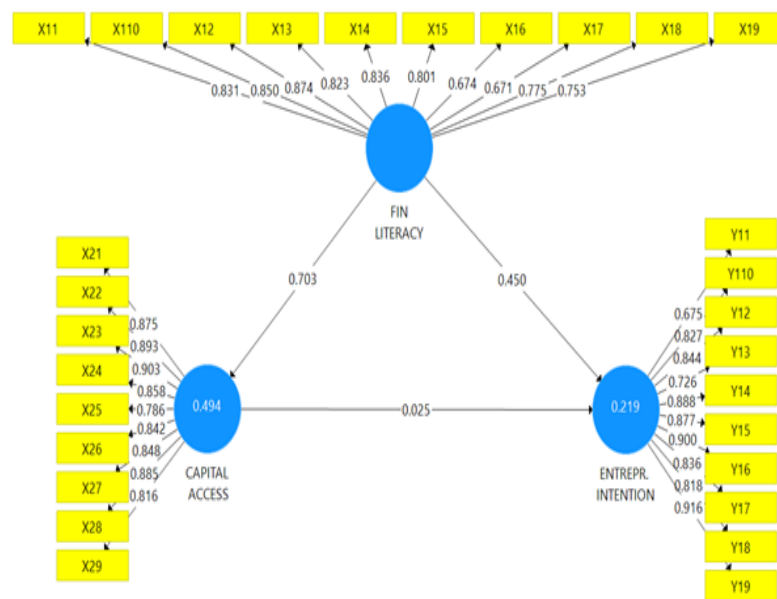 X11 X110 X12 X13 X14 X15 X16 X17 X18 X19
0.831 0.850 0.874 0.823 0.836 0.801 0.674 0.671 0.775 0.753
FIN
LITERACY
0.703
0.450
X21
X22
X23
X24
X25
X26
X27
X28
X29
0.875
0.893
0.903
0.858
0.786
0.842
0.848
0.885
0.816
0.494
CAPITAL
ACCESS
0.025
0.219
ENTREPR.
INTENTION
0.675
0.827
0.844
0.726
0.888
0.877
0.900
0.836
0.818
0.916
Y11
Y110
Y12
Y13
Y14
Y15
Y16
Y17
Y18
Y19